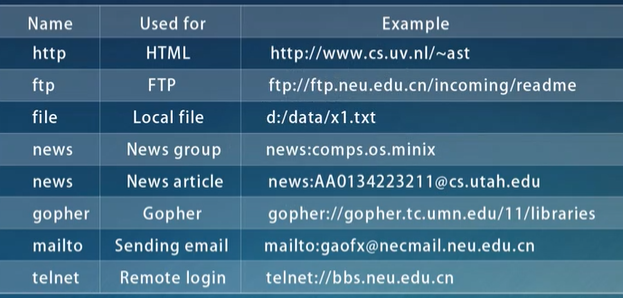 Name Used for Example
http HTML http://www.cs.uv.nl/~ast
ftp FTP ftp://ftp.neu.edu.cn/incoming/readme
file Local file d:/data/x1.txt
news News group news:comps.os.minix
news News article news:AA0134223211@cs.utah.edu
gopher Gopher gopher://gopher.tc.umn.edu/11/libraries
mailto Sending email mailto:gaofx@necmail.neu.edu.cn
telnet Remote login telnet://bbs.neu.edu.cn